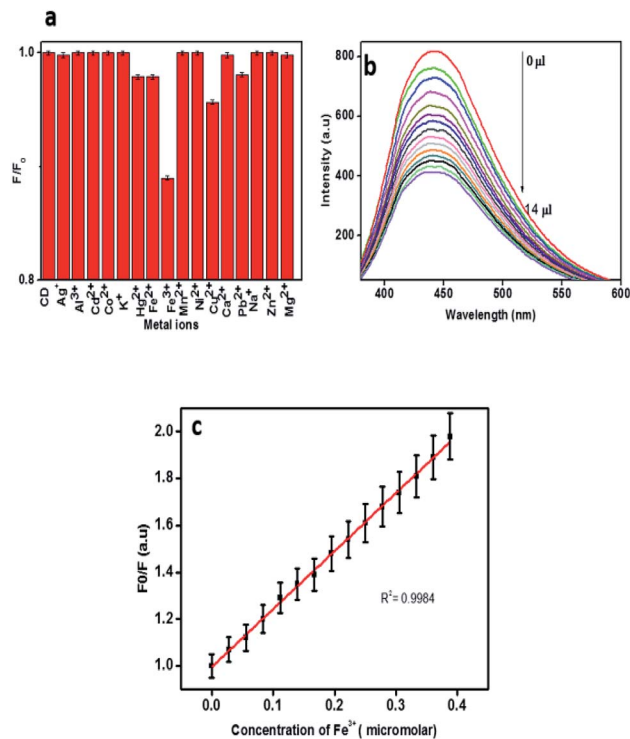 a
1.0
0.8
F/Fo
CD
Ag+
Al3+
Cd2+
Co2+
K+
Hg2+
Fe2+
Fe3+
Mn2+
Ni2+
Cu2+
Ca2+
Pb2+
Na+
Zn2+
Mg2+
Metal ions
b
800
600
400
200
Intensity (a.u)
0 µl
14 µl
400 450 500 550 600
Wavelength (nm)
c
2.0
1.8
1.6
1.4
1.2
1.0
F0/F (a.u)
R2= 0.9984
0.0 0.1 0.2 0.3 0.4
Concentration of Fe3+ ( micromolar)